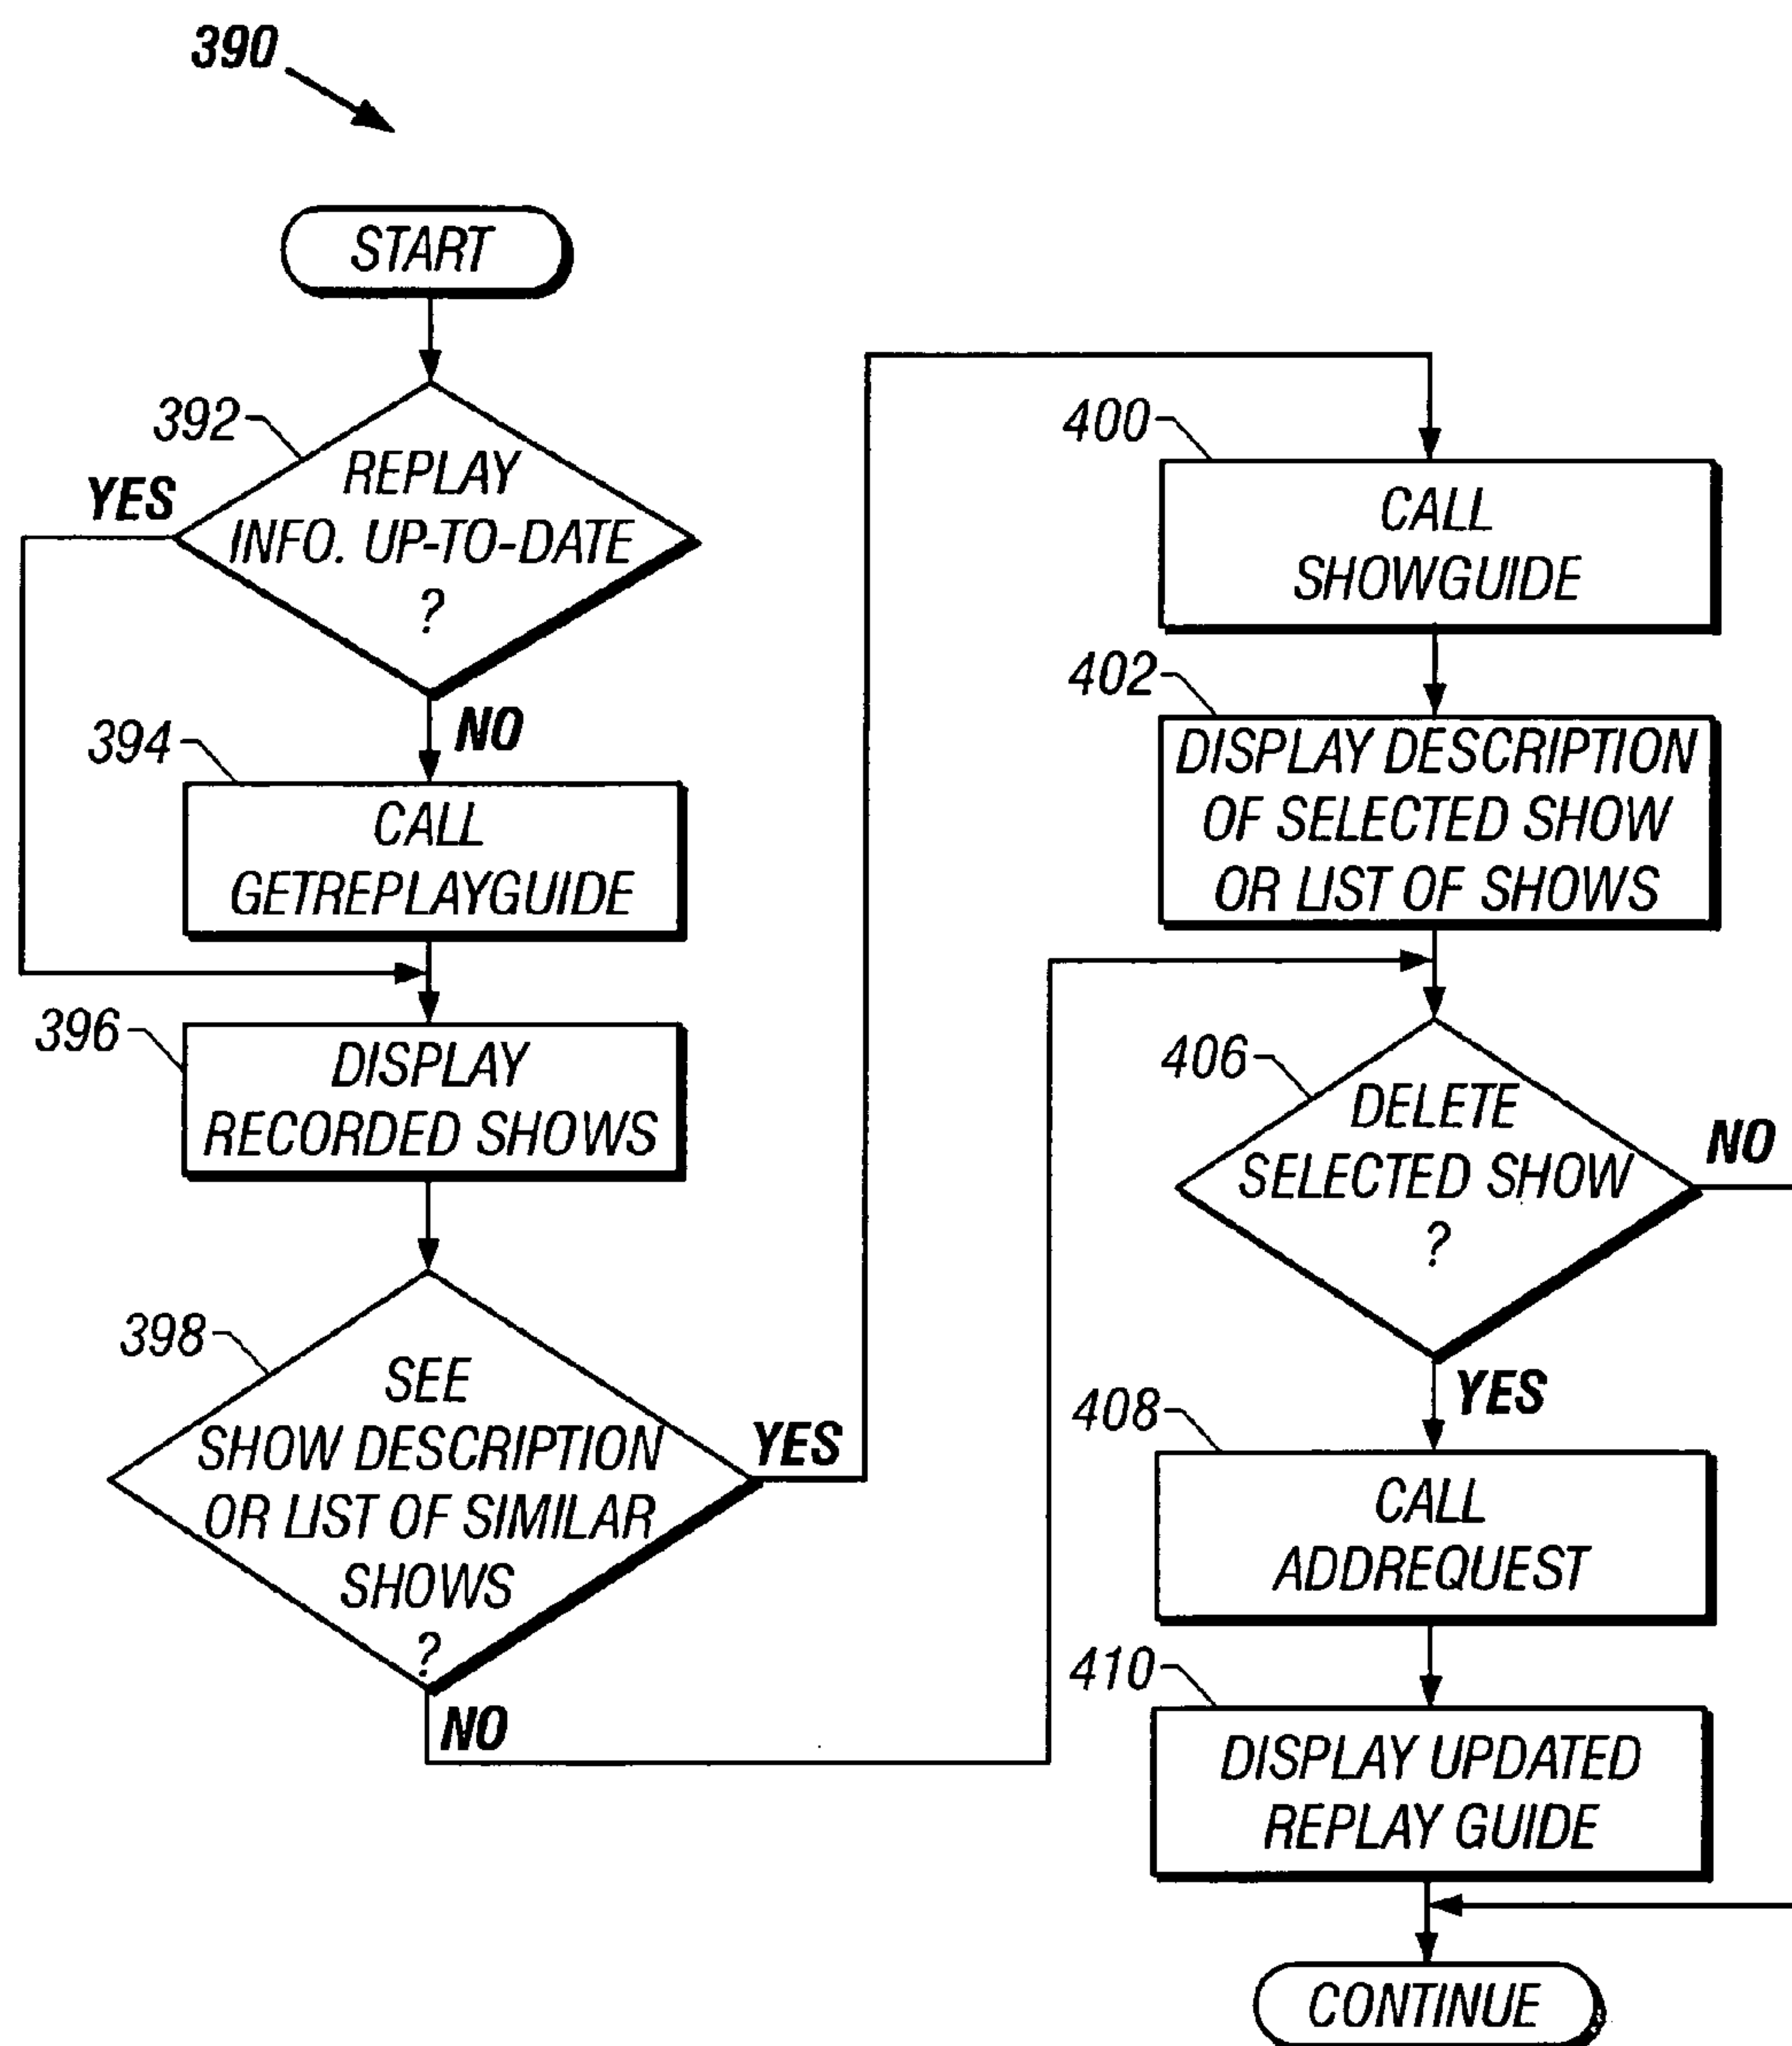 390
START
392
REPLAY
INFO. UP-TO-DATE
?
YES
NO
394
CALL
GETREPLAYGUIDE
396
DISPLAY
RECORDED SHOWS
398
SEE
SHOW DESCRIPTION
OR LIST OF SIMILAR
SHOWS
?
YES
NO
400
CALL
SHOWGUIDE
402
DISPLAY DESCRIPTION
OF SELECTED SHOW
OR LIST OF SHOWS
406
DELETE
SELECTED SHOW
?
NO
YES
408
CALL
ADDREQUEST
410
DISPLAY UPDATED
REPLAY GUIDE
CONTINUE